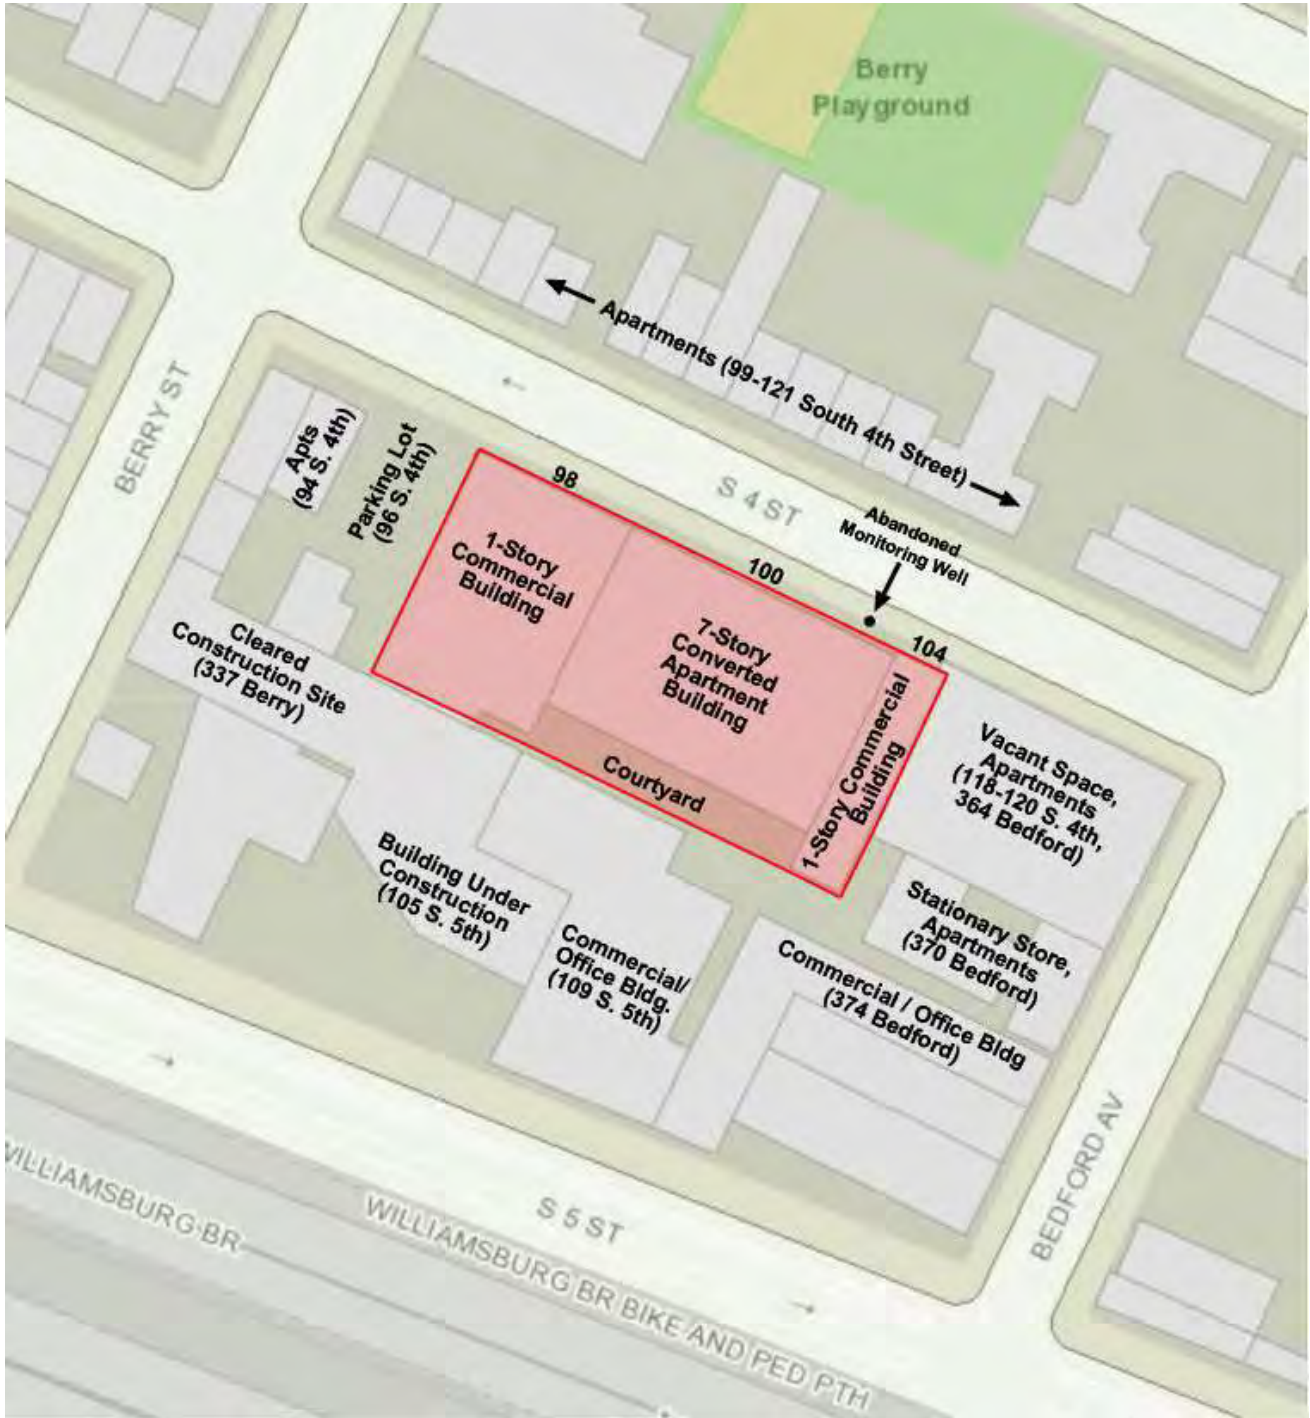 Berry
Playground
Apartments (99-121 South 4th Street)
BERRY ST
Apts
(94 S. 4th)
Parking Lot
(96 S. 4th)
98
S 4 ST
Abandoned
Monitoring Well
1-Story
Commercial
Building
100
7-Story
Converted
Apartment
Building
104
1-Story Commercial
Building
Courtyard
Cleared
Construction Site
(337 Berry)
Vacant Space,
Apartments
(118-120 S. 4th,
364 Bedford)
Building Under
Construction
(105 S. 5th)
Commercial/
Office Bldg.
(109 S. 5th)
Stationary Store,
Apartments
(370 Bedford)
Commercial / Office Bldg
(374 Bedford)
BEDFORD AV
S 5 ST
WILLIAMSBURG BR
WILLIAMSBURG BR BIKE AND PED PTH